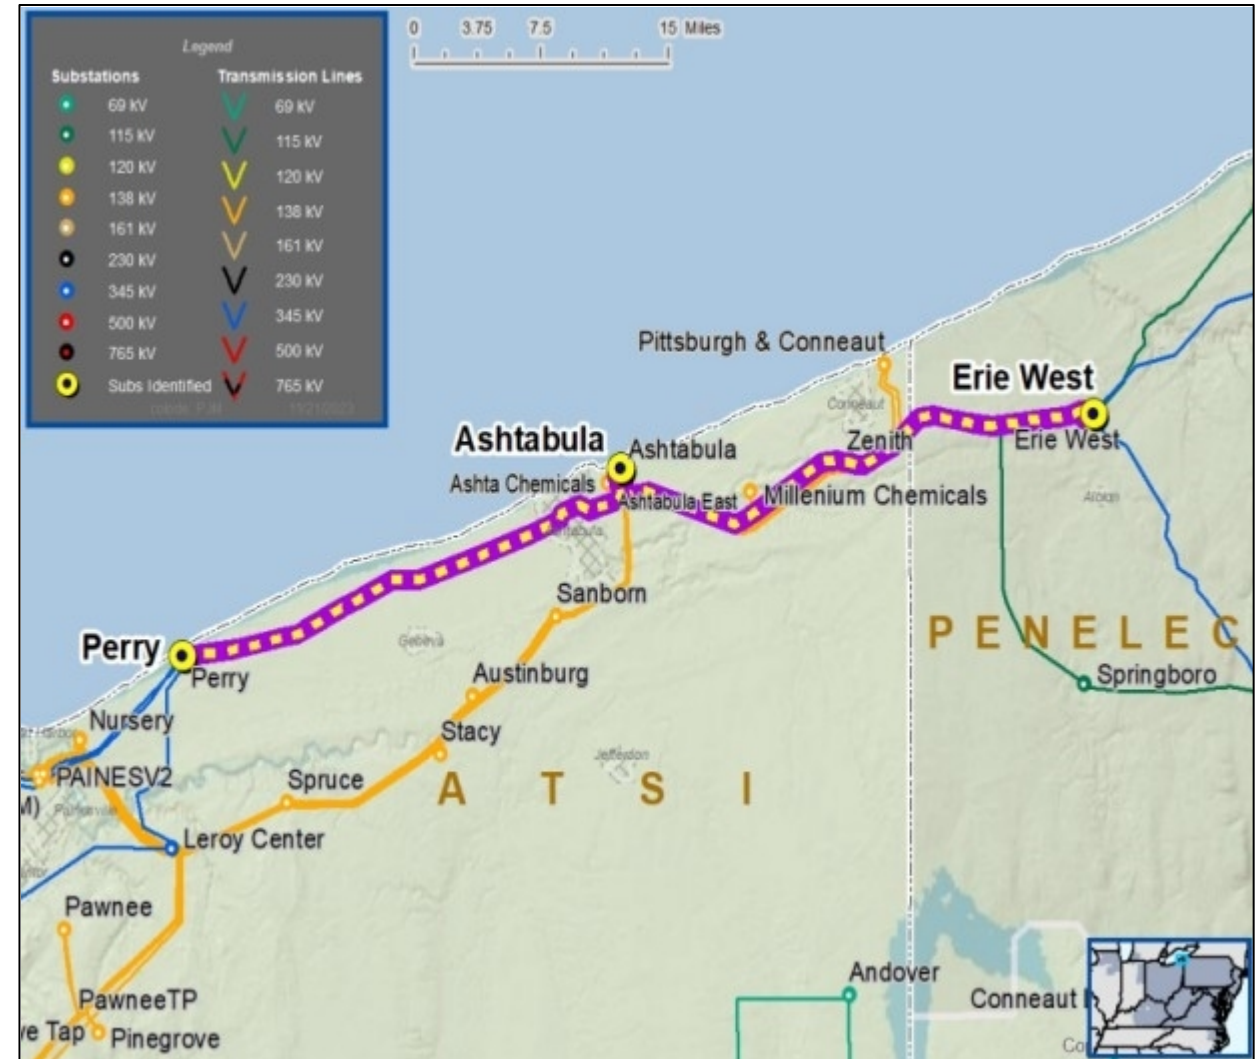 Legend
Substations
Transmission Lines
69 kV
115 kV
120 kV
138 kV
161 kV
230 kV
345 kV
500 kV
765 kV
Subs Identified
69 kV
115 kV
120 kV
138 kV
161 kV
230 kV
345 kV
500 kV
765 kV
0 3.75 7.5 15 Miles
Pittsburgh & Conneaut
Conneaut
Erie West
Erie West
Zenith
Ashtabula
Ashtabula
Ashta Chemicals
Ashtabula East
Millenium Chemicals
Albian
Sanborn
PENELEC
Perry
Perry
Geneva
Austinburg
Springboro
Nursery
Stacy
Jefferson
PAINESV2
Spruce
ATSI
M)
Leroy Center
Pawnee
Andover
PawneeTP
Conneaut
ve Tap
Pinegrove
Co